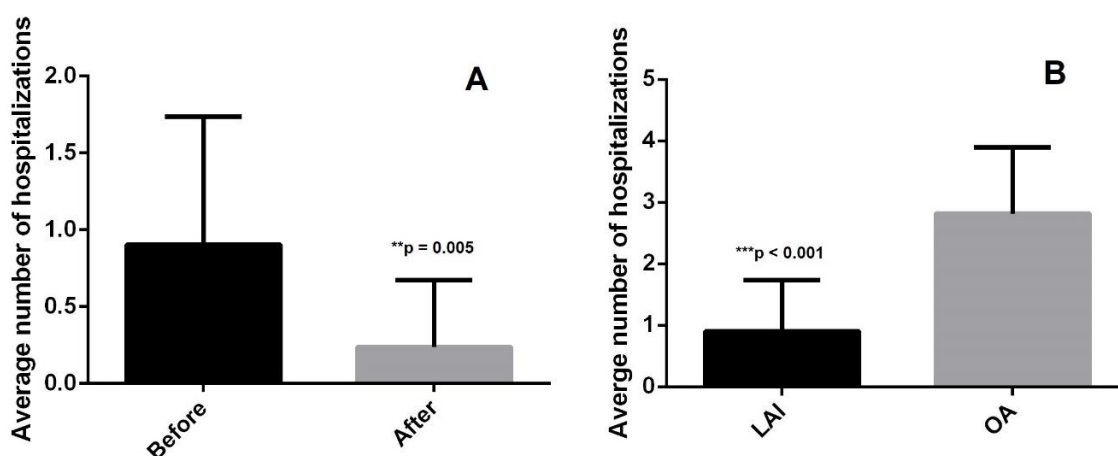 A
Average number of hospitalizations
2.0
1.5
1.0
0.5
0.0
**p = 0.005
Before
After
B
Averge number of hospitalizations
5
4
3
2
1
0
***p < 0.001
LAI
OA